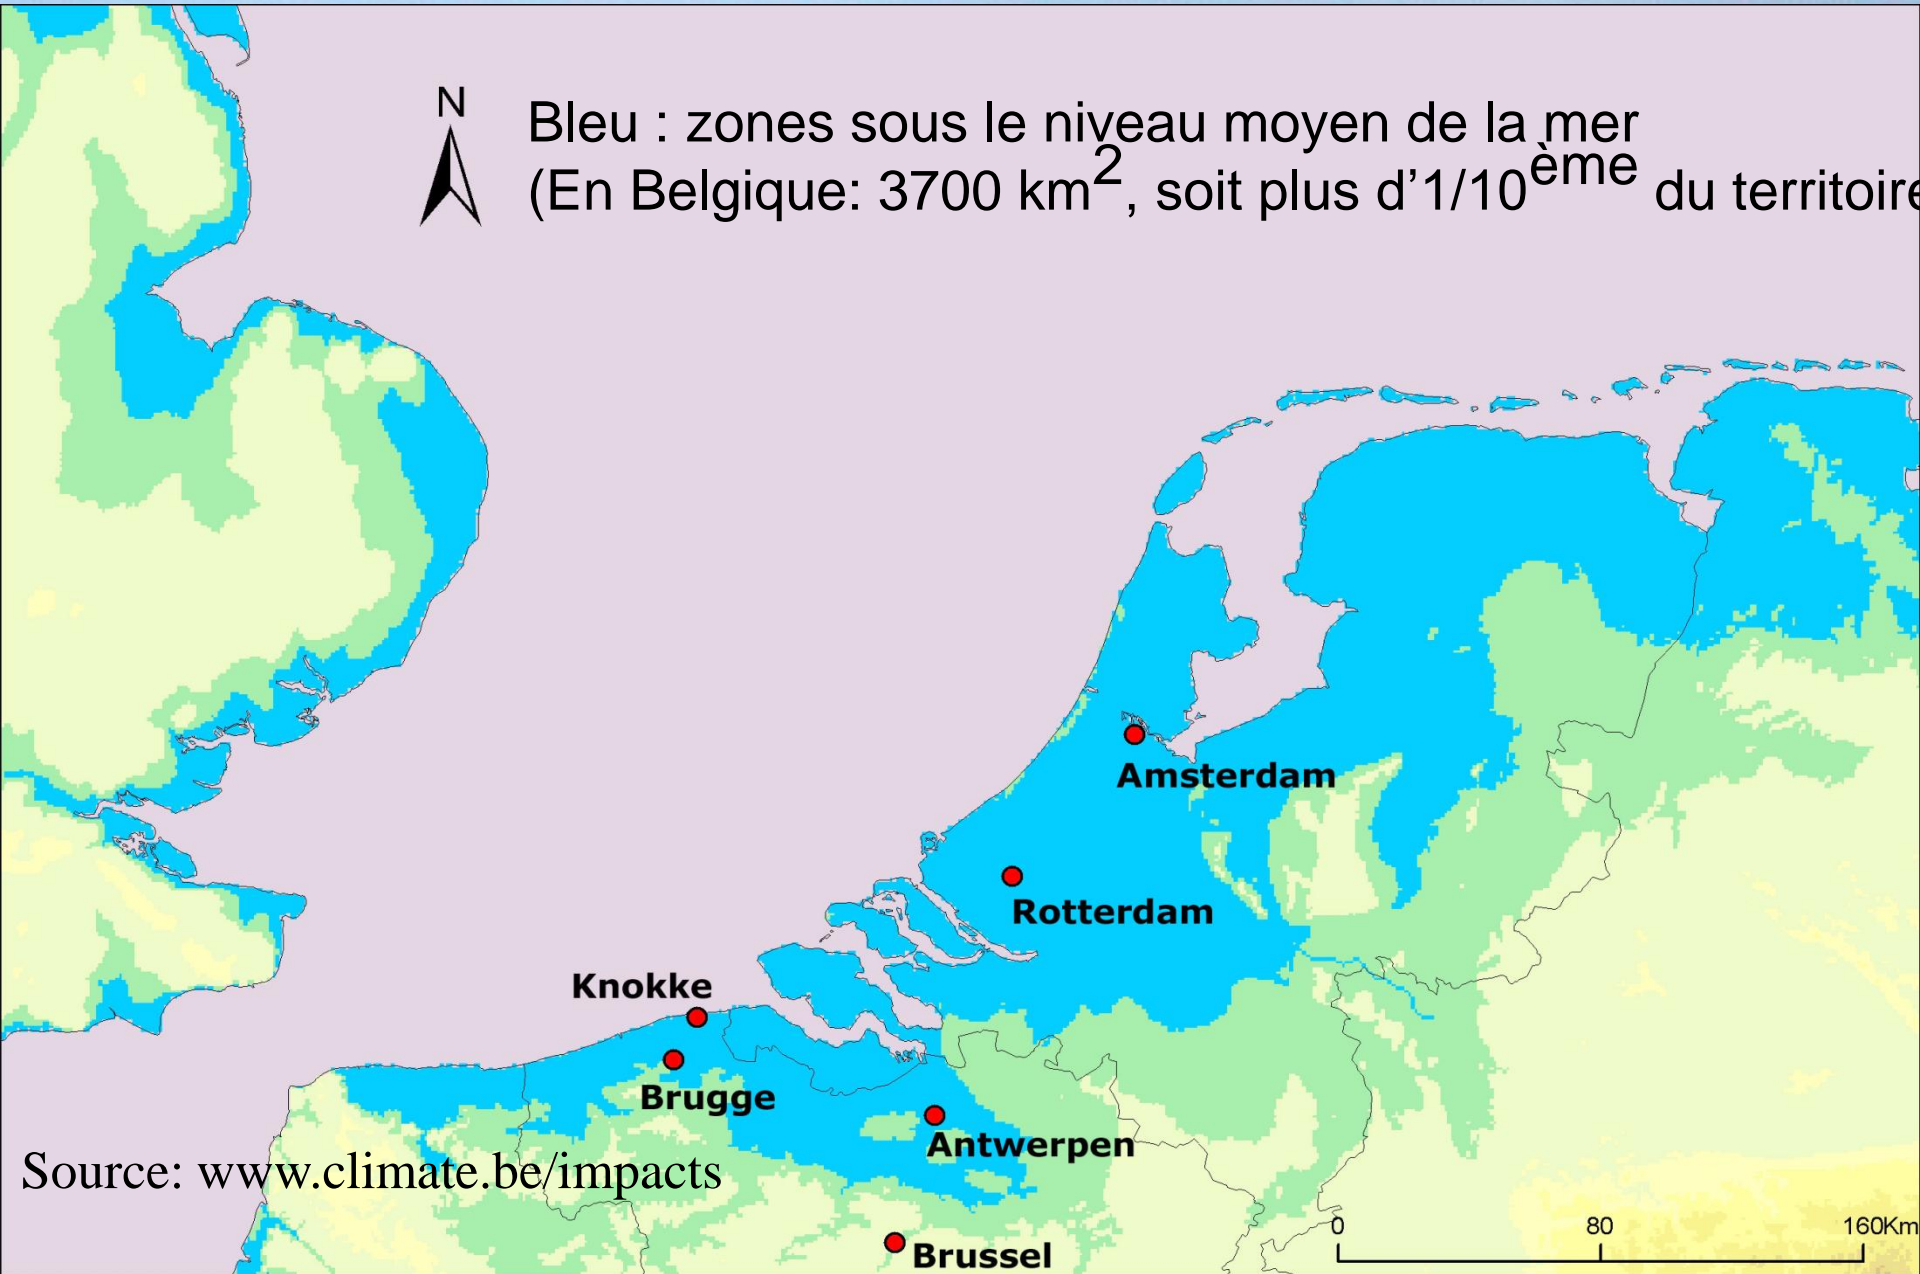 N
Bleu : zones sous le niveau moyen de la mer
(En Belgique: 3700 km², soit plus d’1/10ème du territoire
Amsterdam
Rotterdam
Knokke
Brugge
Antwerpen
Source: www.climate.be/impacts
0 80 160Km
Brussel